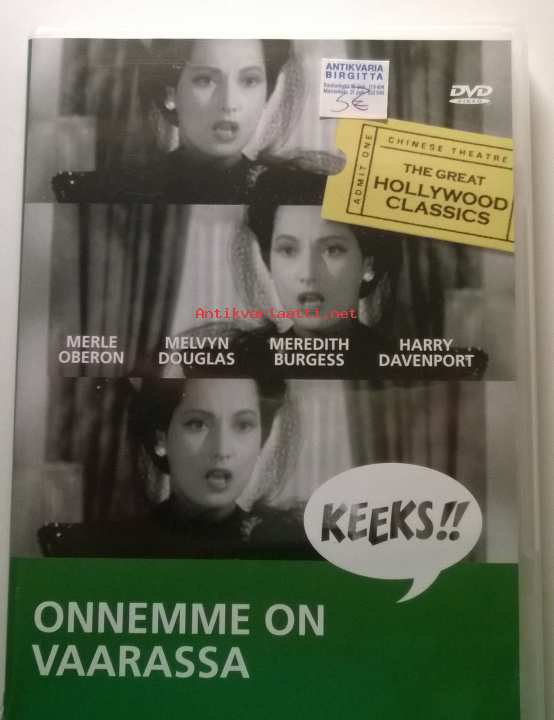 ANTIKVARIA
BIRGITTA
5€
DVD
VIDEO
ADMIT ONE
CHINESE THEATRE
THE GREAT
HOLLYWOOD
CLASSICS
Antikvariaatti.net
MERLE
OBERON
MELVYN
DOUGLAS
MEREDITH
BURGESS
HARRY
DAVENPORT
KEEKS!!
ONNEMME ON
VAARASSA